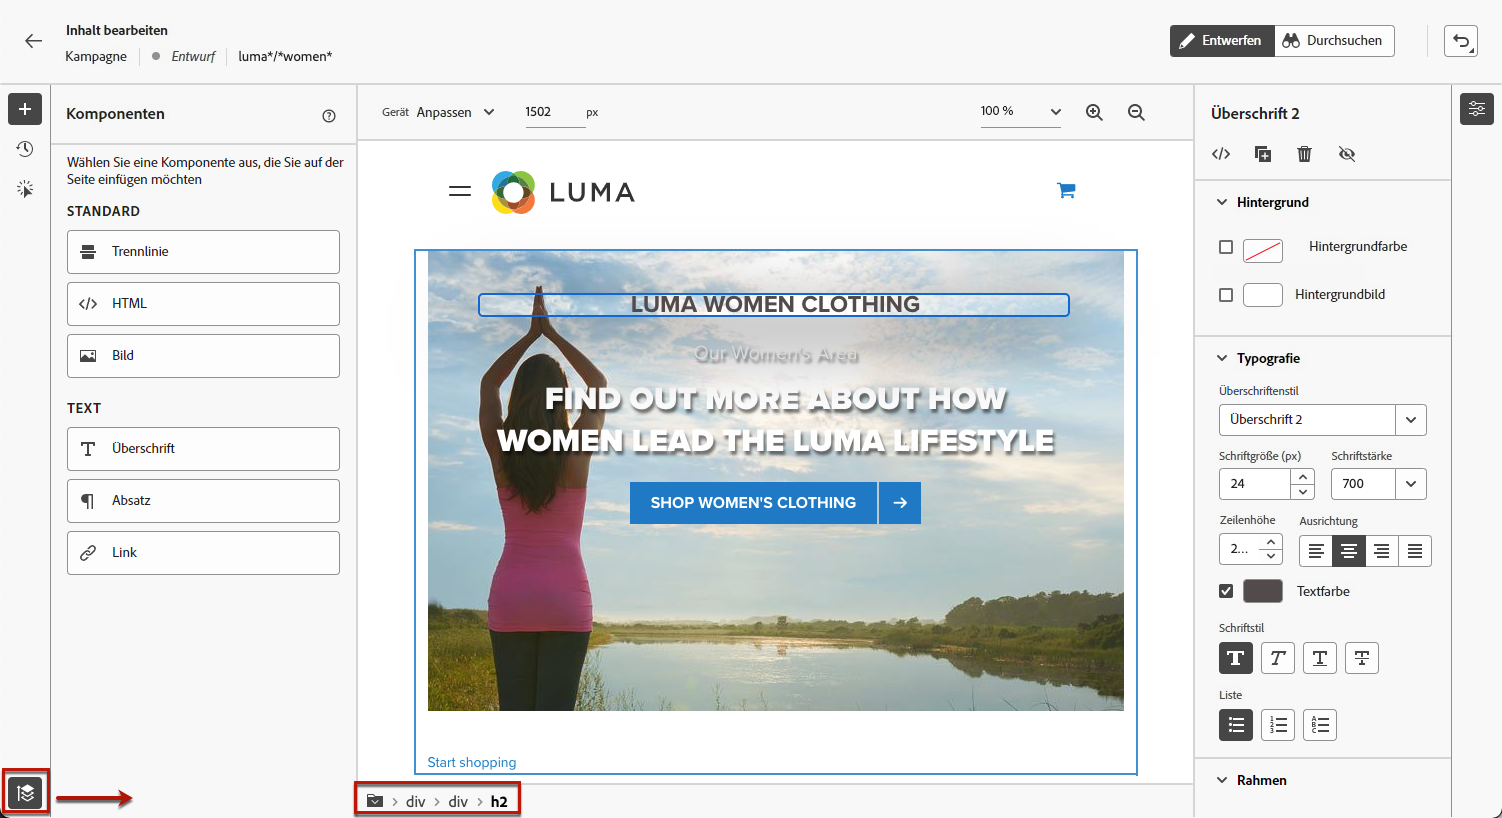 Inhalt bearbeiten
Kampagne
Entwurf
luma*/*women*
Entwerfen
Durchsuchen
Komponenten
Wählen Sie eine Komponente aus, die Sie auf der
Seite einfügen möchten
STANDARD
Trennlinie
HTML
Bild
TEXT
Überschrift
Absatz
Link
Gerät Anpassen
1502 px
100 %
LUMA
LUMA WOMEN CLOTHING
Our Women's Area
FIND OUT MORE ABOUT HOW
WOMEN LEAD THE LUMA LIFESTYLE
SHOP WOMEN'S CLOTHING
Start shopping
div
div
h2
Überschrift 2
Hintergrund
Hintergrundfarbe
Hintergrundbild
Typografie
Überschriftenstil
Überschrift 2
Schriftgröße (px)
Schriftstärke
24
700
Zeilenhöhe
Ausrichtung
2...
Textfarbe
Schriftstil
Liste
Rahmen